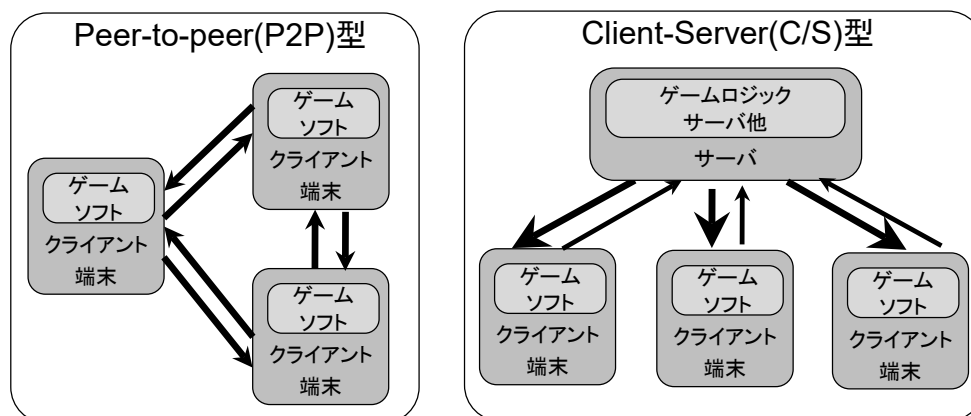 Peer-to-peer(P2P)型
ゲーム
ソフト
クライアント
端末
ゲーム
ソフト
クライアント
端末
ゲーム
ソフト
クライアント
端末
Client-Server(C/S)型
ゲームロジック
サーバ他
サーバ
ゲーム
ソフト
クライアント
端末
ゲーム
ソフト
クライアント
端末
ゲーム
ソフト
クライアント
端末